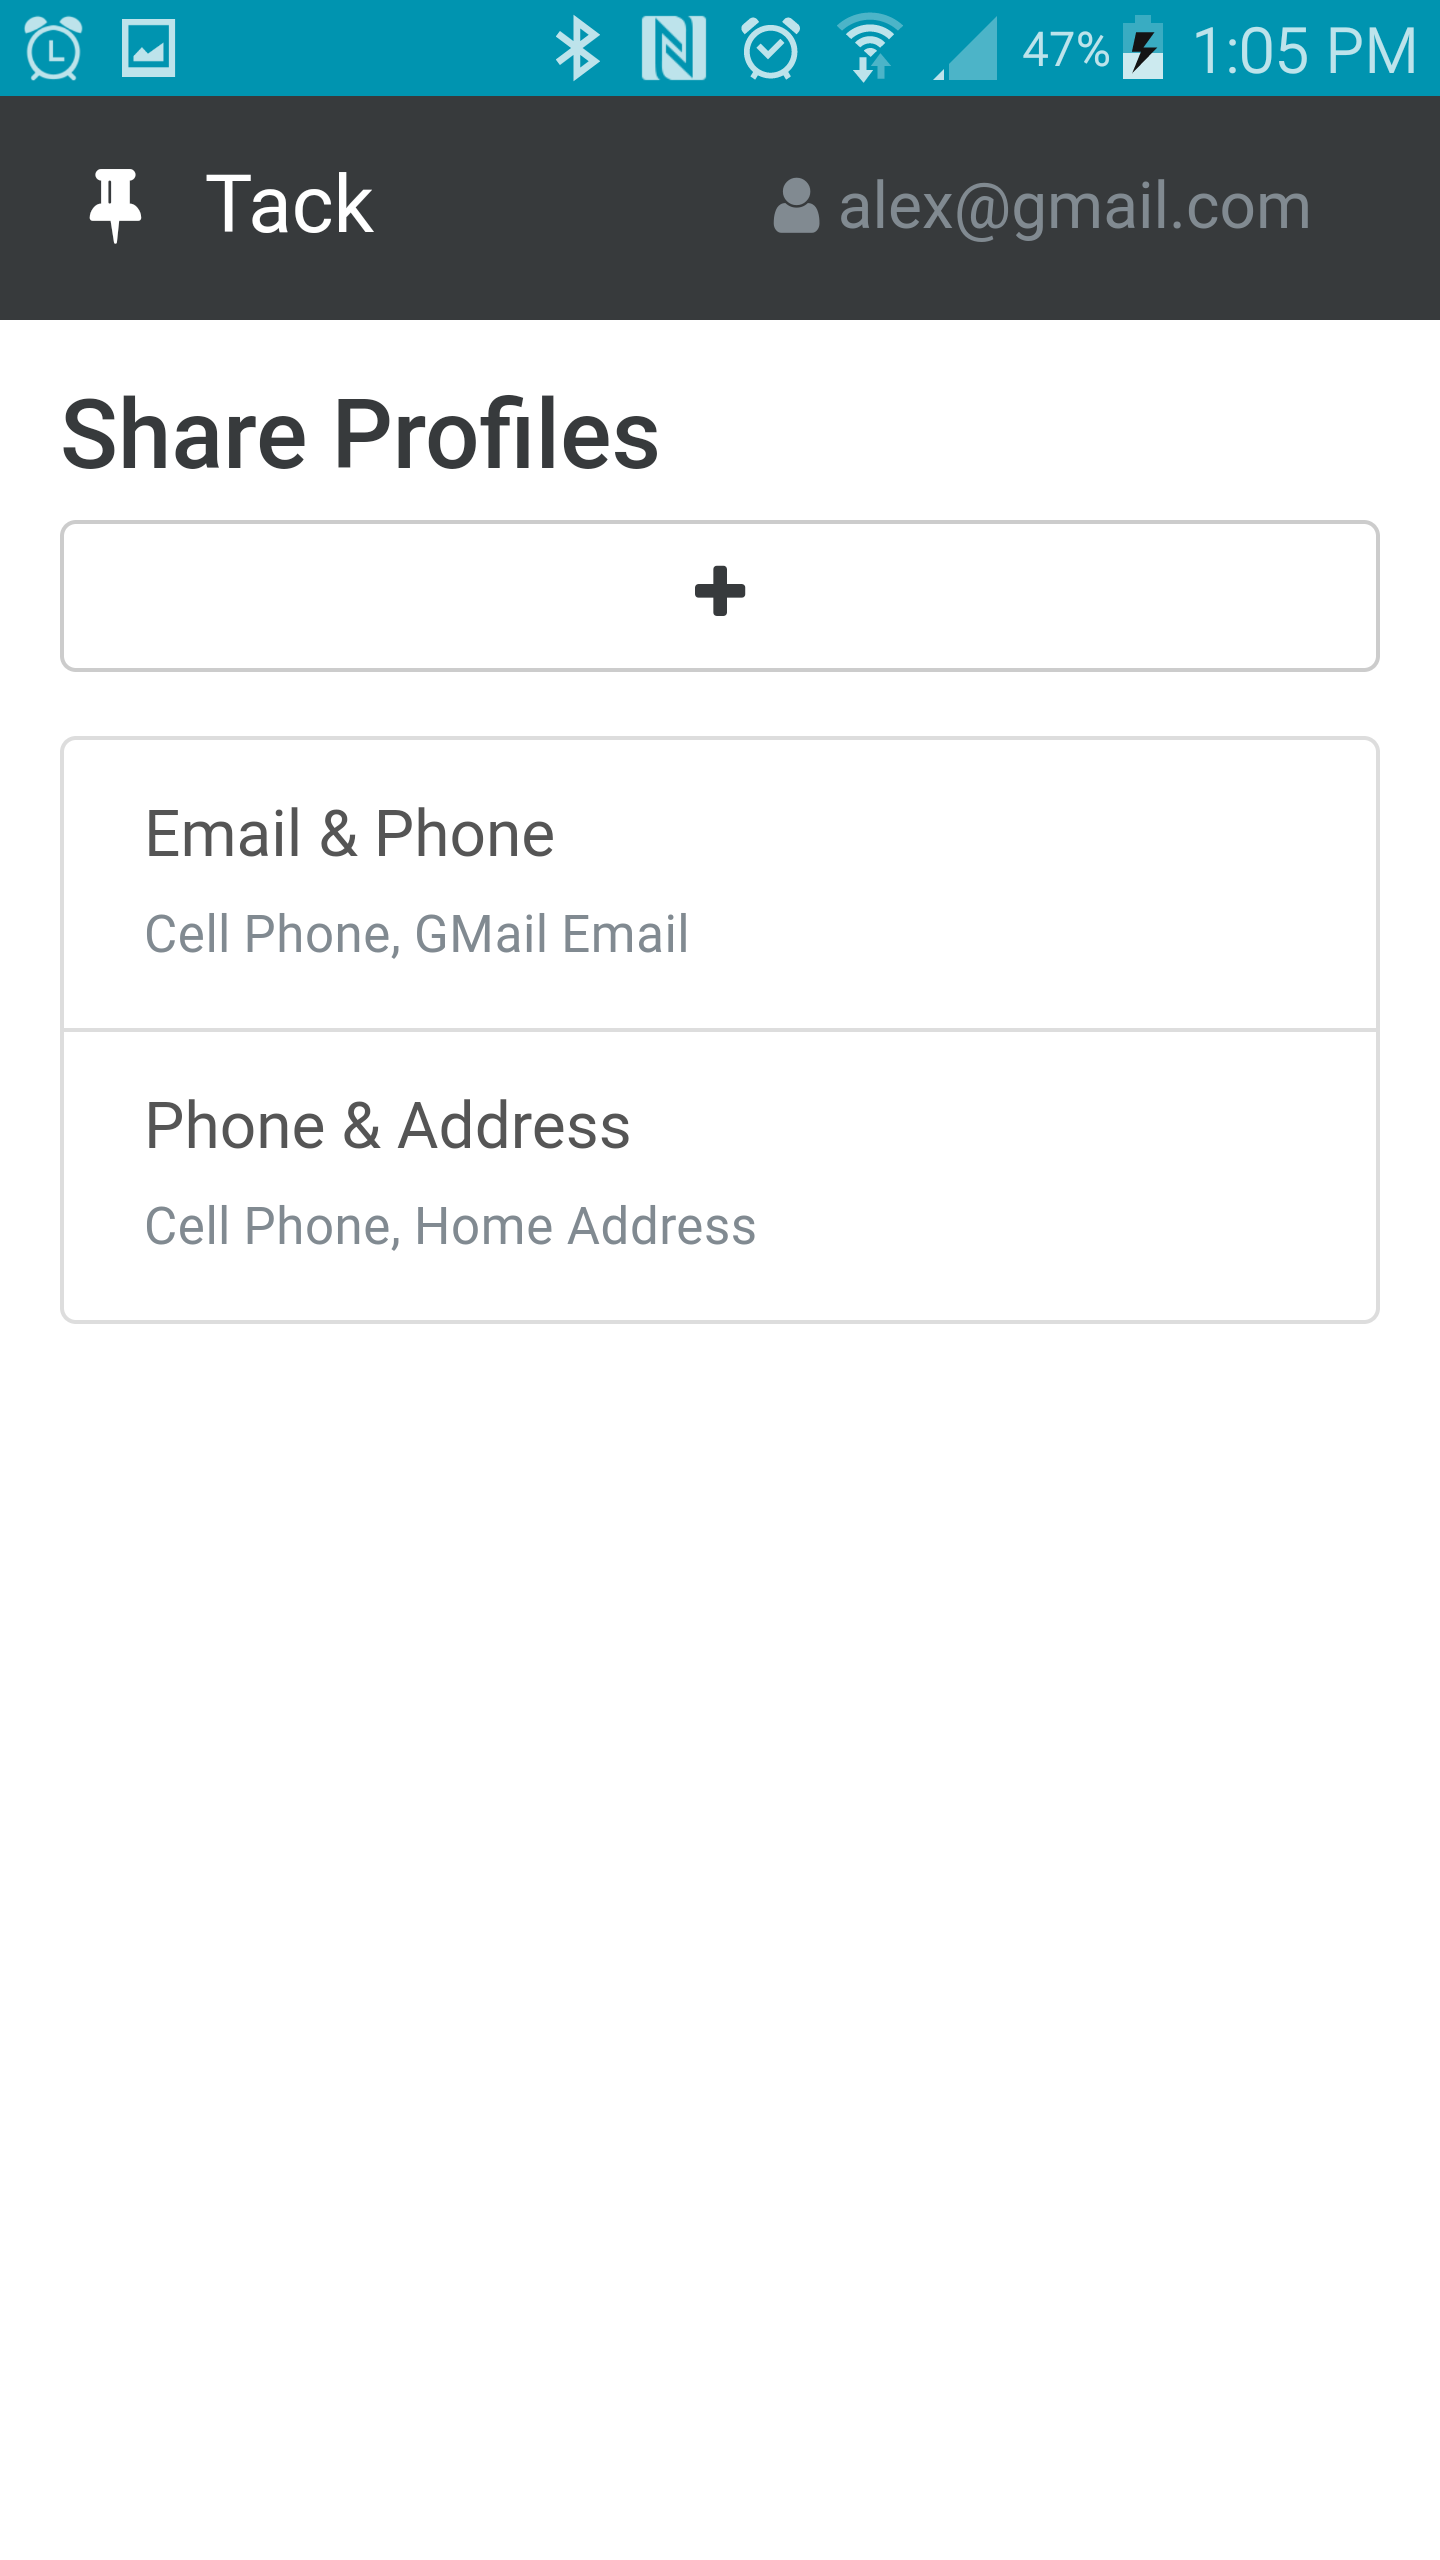 47% 1:05 PM
Tack alex@gmail.com
Share Profiles
Email & Phone
Cell Phone, GMail Email
Phone & Address
Cell Phone, Home Address